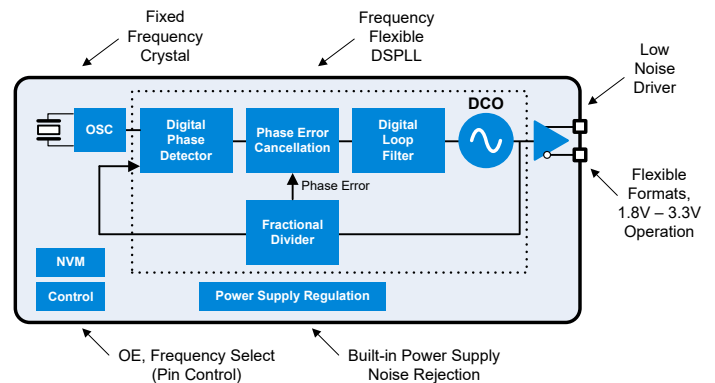 Fixed
Frequency
Crystal
Frequency
Flexible
DSPLL
Low
Noise
Driver
OSC
Digital
Phase
Detector
Phase Error
Cancellation
Digital
Loop
Filter
DCO
Phase Error
Fractional
Divider
Flexible
Formats,
1.8V – 3.3V
Operation
NVM
Control
Power Supply Regulation
OE, Frequency Select
(Pin Control)
Built-in Power Supply
Noise Rejection